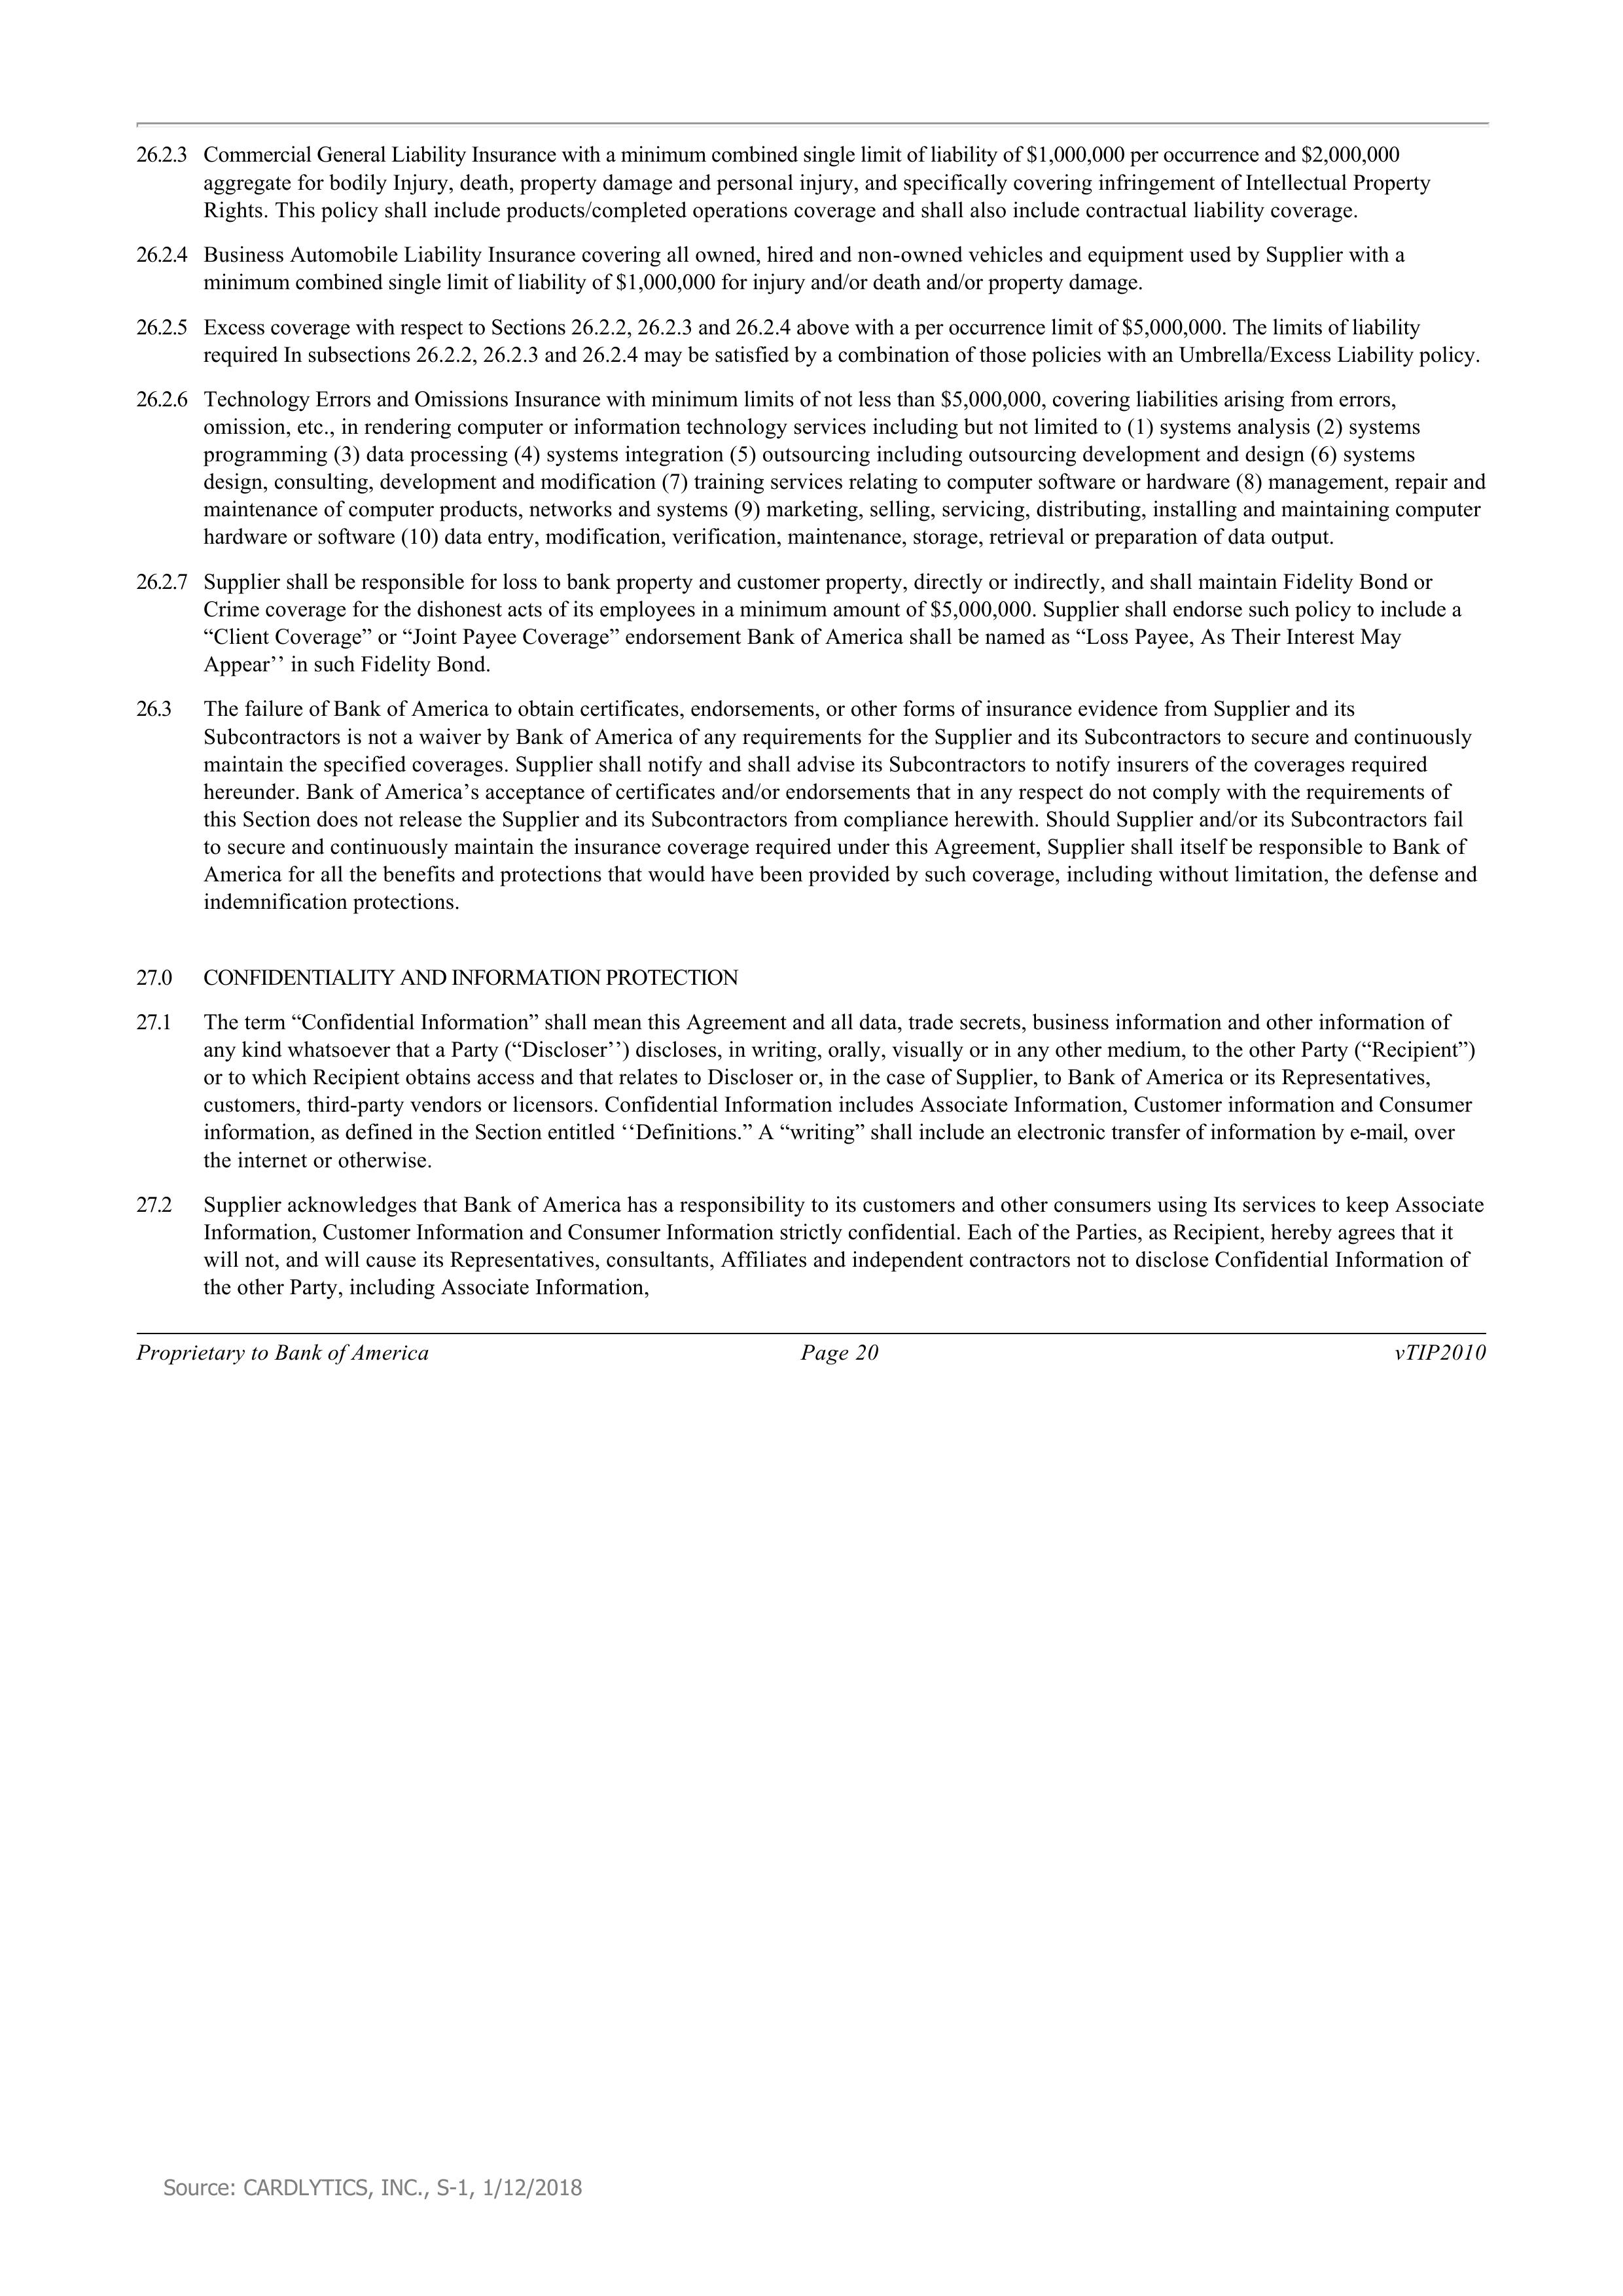 26.2.3 Commercial General Liability Insurance with a minimum combined single limit of liability of $1,000,000 per occurrence and $2,000,000
aggregate for bodily Injury, death, property damage and personal injury, and specifically covering infringement of Intellectual Property
Rights. This policy shall include products/completed operations coverage and shall also include contractual liability coverage.
26.2.4 Business Automobile Liability Insurance covering all owned, hired and non-owned vehicles and equipment used by Supplier with a
minimum combined single limit of liability of $1,000,000 for injury and/or death and/or property damage.
26.2.5 Excess coverage with respect to Sections 26.2.2, 26.2.3 and 26.2.4 above with a per occurrence limit of $5,000,000. The limits of liability
required In subsections 26.2.2, 26.2.3 and 26.2.4 may be satisfied by a combination of those policies with an Umbrella/Excess Liability policy.
26.2.6 Technology Errors and Omissions Insurance with minimum limits of not less than $5,000,000, covering liabilities arising from errors,
omission, etc., in rendering computer or information technology services including but not limited to (1) systems analysis (2) systems
programming (3) data processing (4) systems integration (5) outsourcing including outsourcing development and design (6) systems
design, consulting, development and modification (7) training services relating to computer software or hardware (8) management, repair and
maintenance of computer products, networks and systems (9) marketing, selling, servicing, distributing, installing and maintaining computer
hardware or software (10) data entry, modification, verification, maintenance, storage, retrieval or preparation of data output.
26.2.7 Supplier shall be responsible for loss to bank property and customer property, directly or indirectly, and shall maintain Fidelity Bond or
Crime coverage for the dishonest acts of its employees in a minimum amount of $5,000,000. Supplier shall endorse such policy to include a
“Client Coverage” or “Joint Payee Coverage” endorsement Bank of America shall be named as “Loss Payee, As Their Interest May
Appear’’ in such Fidelity Bond.
26.3 The failure of Bank of America to obtain certificates, endorsements, or other forms of insurance evidence from Supplier and its
Subcontractors is not a waiver by Bank of America of any requirements for the Supplier and its Subcontractors to secure and continuously
maintain the specified coverages. Supplier shall notify and shall advise its Subcontractors to notify insurers of the coverages required
hereunder. Bank of America’s acceptance of certificates and/or endorsements that in any respect do not comply with the requirements of
this Section does not release the Supplier and its Subcontractors from compliance herewith. Should Supplier and/or its Subcontractors fail
to secure and continuously maintain the insurance coverage required under this Agreement, Supplier shall itself be responsible to Bank of
America for all the benefits and protections that would have been provided by such coverage, including without limitation, the defense and
indemnification protections.
27.0 CONFIDENTIALITY AND INFORMATION PROTECTION
27.1 The term “Confidential Information” shall mean this Agreement and all data, trade secrets, business information and other information of
any kind whatsoever that a Party (“Discloser’’) discloses, in writing, orally, visually or in any other medium, to the other Party (“Recipient”)
or to which Recipient obtains access and that relates to Discloser or, in the case of Supplier, to Bank of America or its Representatives,
customers, third-party vendors or licensors. Confidential Information includes Associate Information, Customer information and Consumer
information, as defined in the Section entitled ‘‘Definitions.” A “writing” shall include an electronic transfer of information by e-mail, over
the internet or otherwise.
27.2 Supplier acknowledges that Bank of America has a responsibility to its customers and other consumers using Its services to keep Associate
Information, Customer Information and Consumer Information strictly confidential. Each of the Parties, as Recipient, hereby agrees that it
will not, and will cause its Representatives, consultants, Affiliates and independent contractors not to disclose Confidential Information of
the other Party, including Associate Information,
Proprietary to Bank of America Page 20 vTIP2010
Source: CARDLYTICS, INC., S-1, 1/12/2018